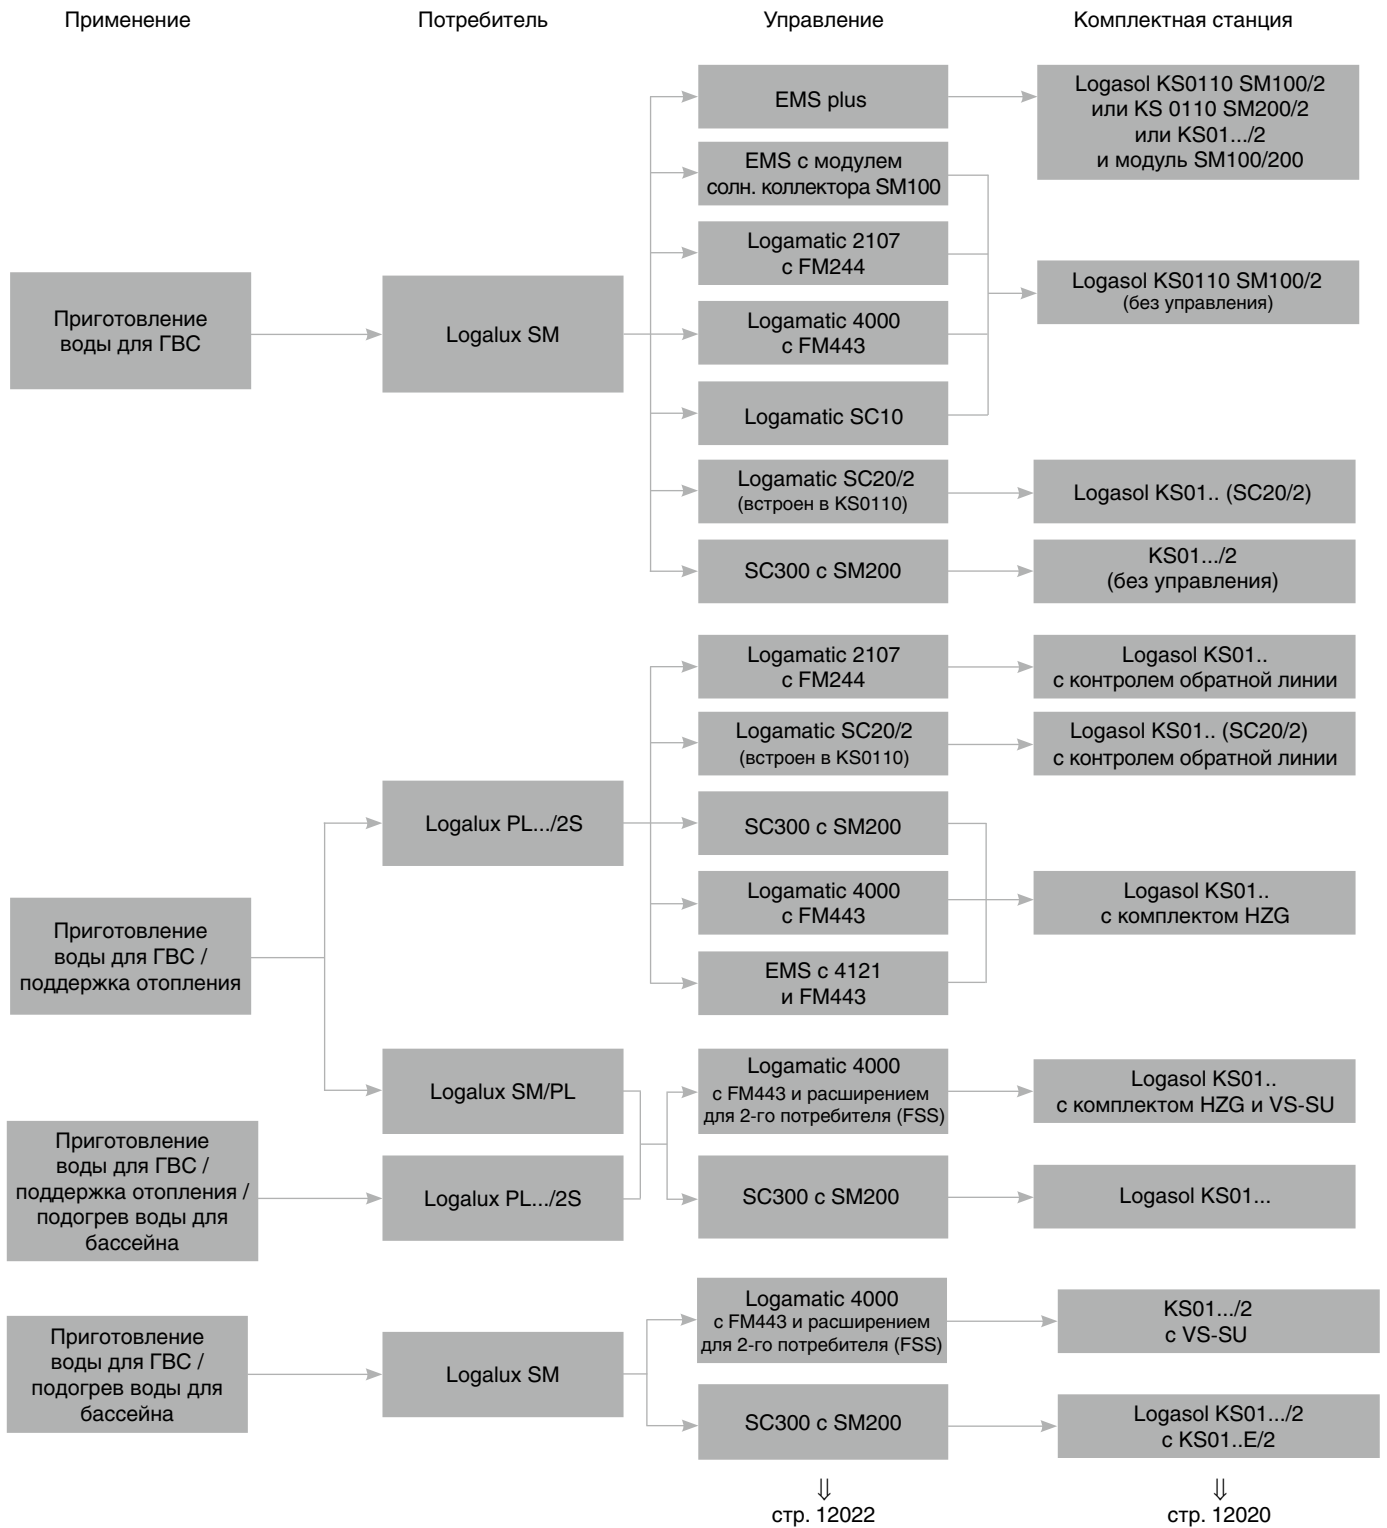 Применение
Потребитель
Управление
Комплектная станция
Приготовление
воды для ГВС
Logalux SM
EMS plus
Logasol KS0110 SM100/2
или KS 0110 SM200/2
или KS01.../2
и модуль SM100/200
EMS с модулем
солн. коллектора SM100
Logamatic 2107
с FM244
Logamatic 4000
с FM443
Logamatic SC10
Logasol KS0110 SM100/2
(без управления)
Logamatic SC20/2
(встроен в KS0110)
Logasol KS01.. (SC20/2)
SC300 с SM200
KS01.../2
(без управления)
Приготовление
воды для ГВС /
поддержка отопления
Logalux PL.../2S
Logamatic 2107
с FM244
Logasol KS01..
с контролем обратной линии
Logamatic SC20/2
(встроен в KS0110)
Logasol KS01.. (SC20/2)
с контролем обратной линии
SC300 с SM200
Logamatic 4000
с FM443
EMS с 4121
и FM443
Logasol KS01..
с комплектом HZG
Logalux SM/PL
Приготовление
воды для ГВС /
поддержка отопления /
подогрев воды для
бассейна
Logalux PL.../2S
Logamatic 4000
с FM443 и расширением
для 2-го потребителя (FSS)
Logasol KS01..
с комплектом HZG и VS-SU
SC300 с SM200
Logasol KS01...
Приготовление
воды для ГВС /
подогрев воды для
бассейна
Logalux SM
Logamatic 4000
с FM443 и расширением
для 2-го потребителя (FSS)
KS01.../2
с VS-SU
SC300 с SM200
Logasol KS01.../2
с KS01..E/2
⇓
стр. 12022
⇓
стр. 12020